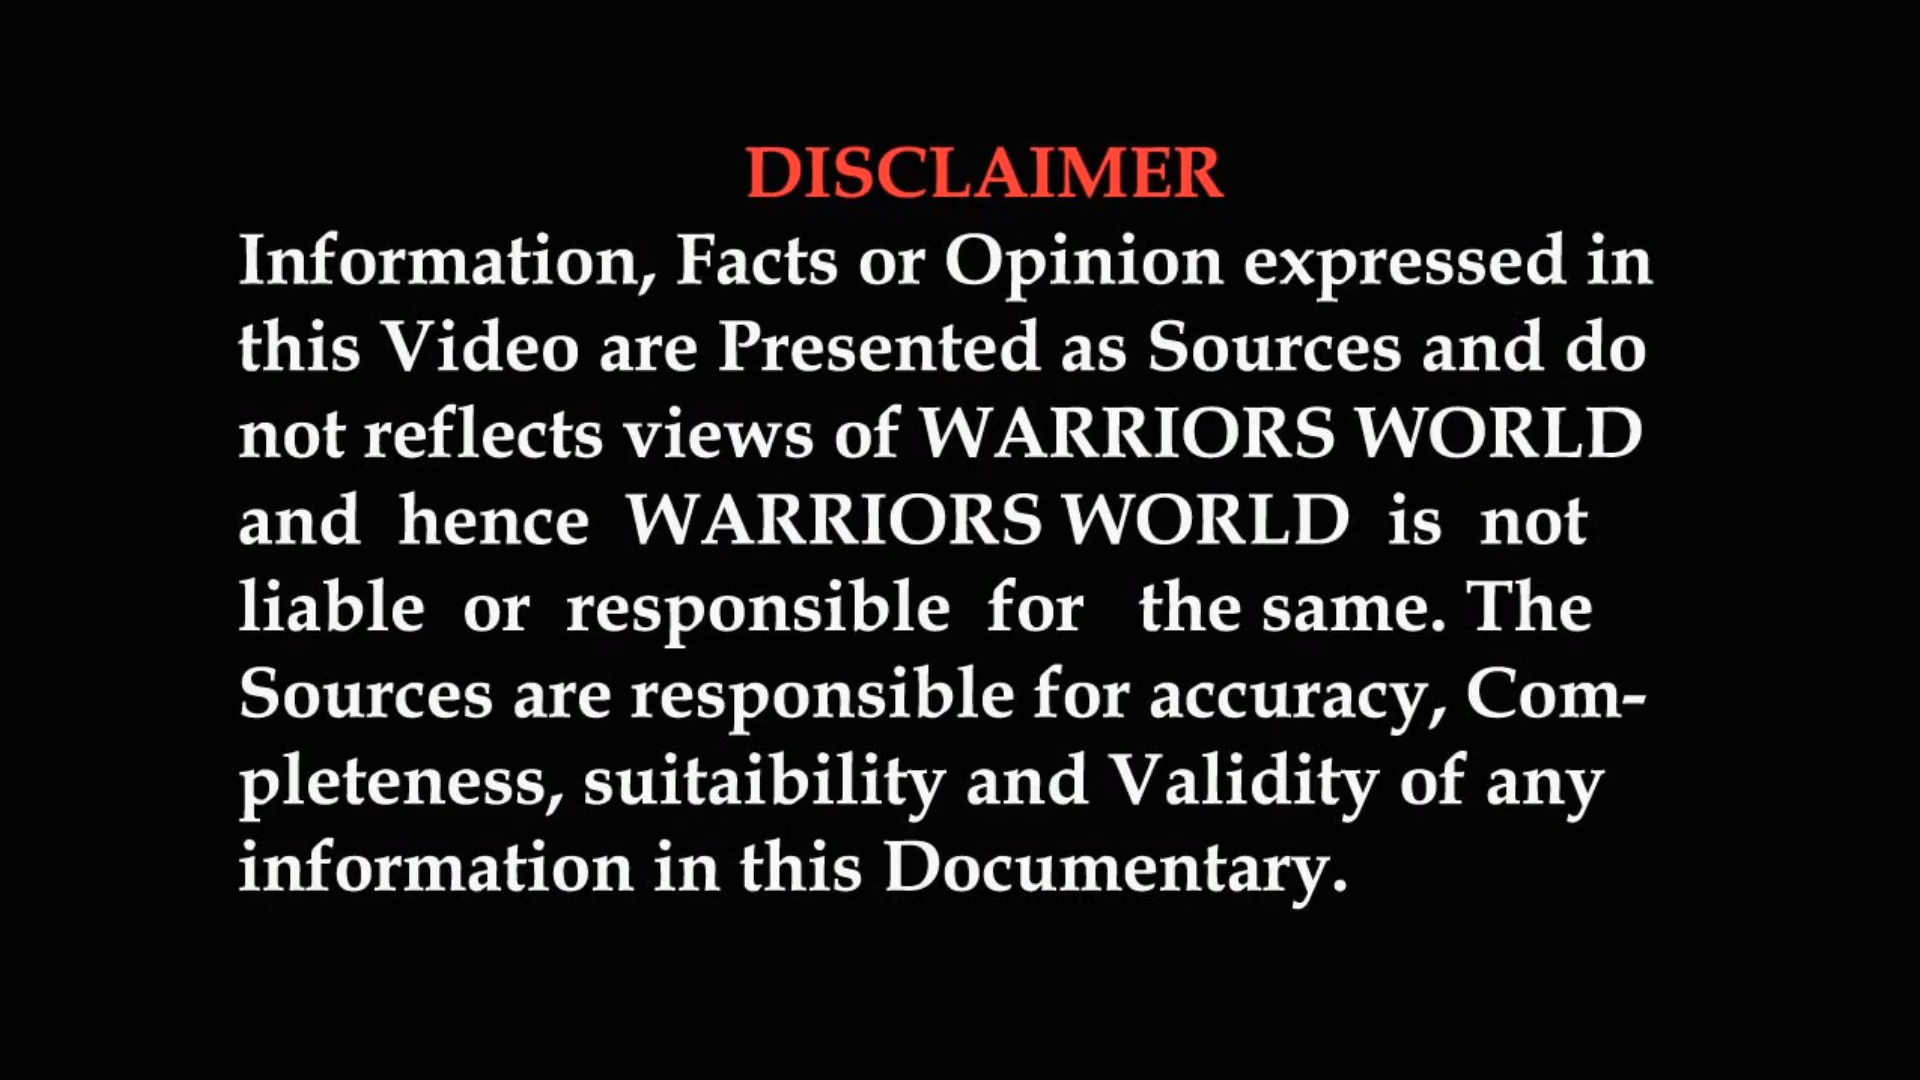 DISCLAIMER
Information, Facts or Opinion expressed in
this Video are Presented as Sources and do
not reflects views of WARRIORS WORLD
and hence WARRIORS WORLD is not
liable or responsible for the same. The
Sources are responsible for accuracy, Com-
pleteness, suitaibility and Validity of any
information in this Documentary.